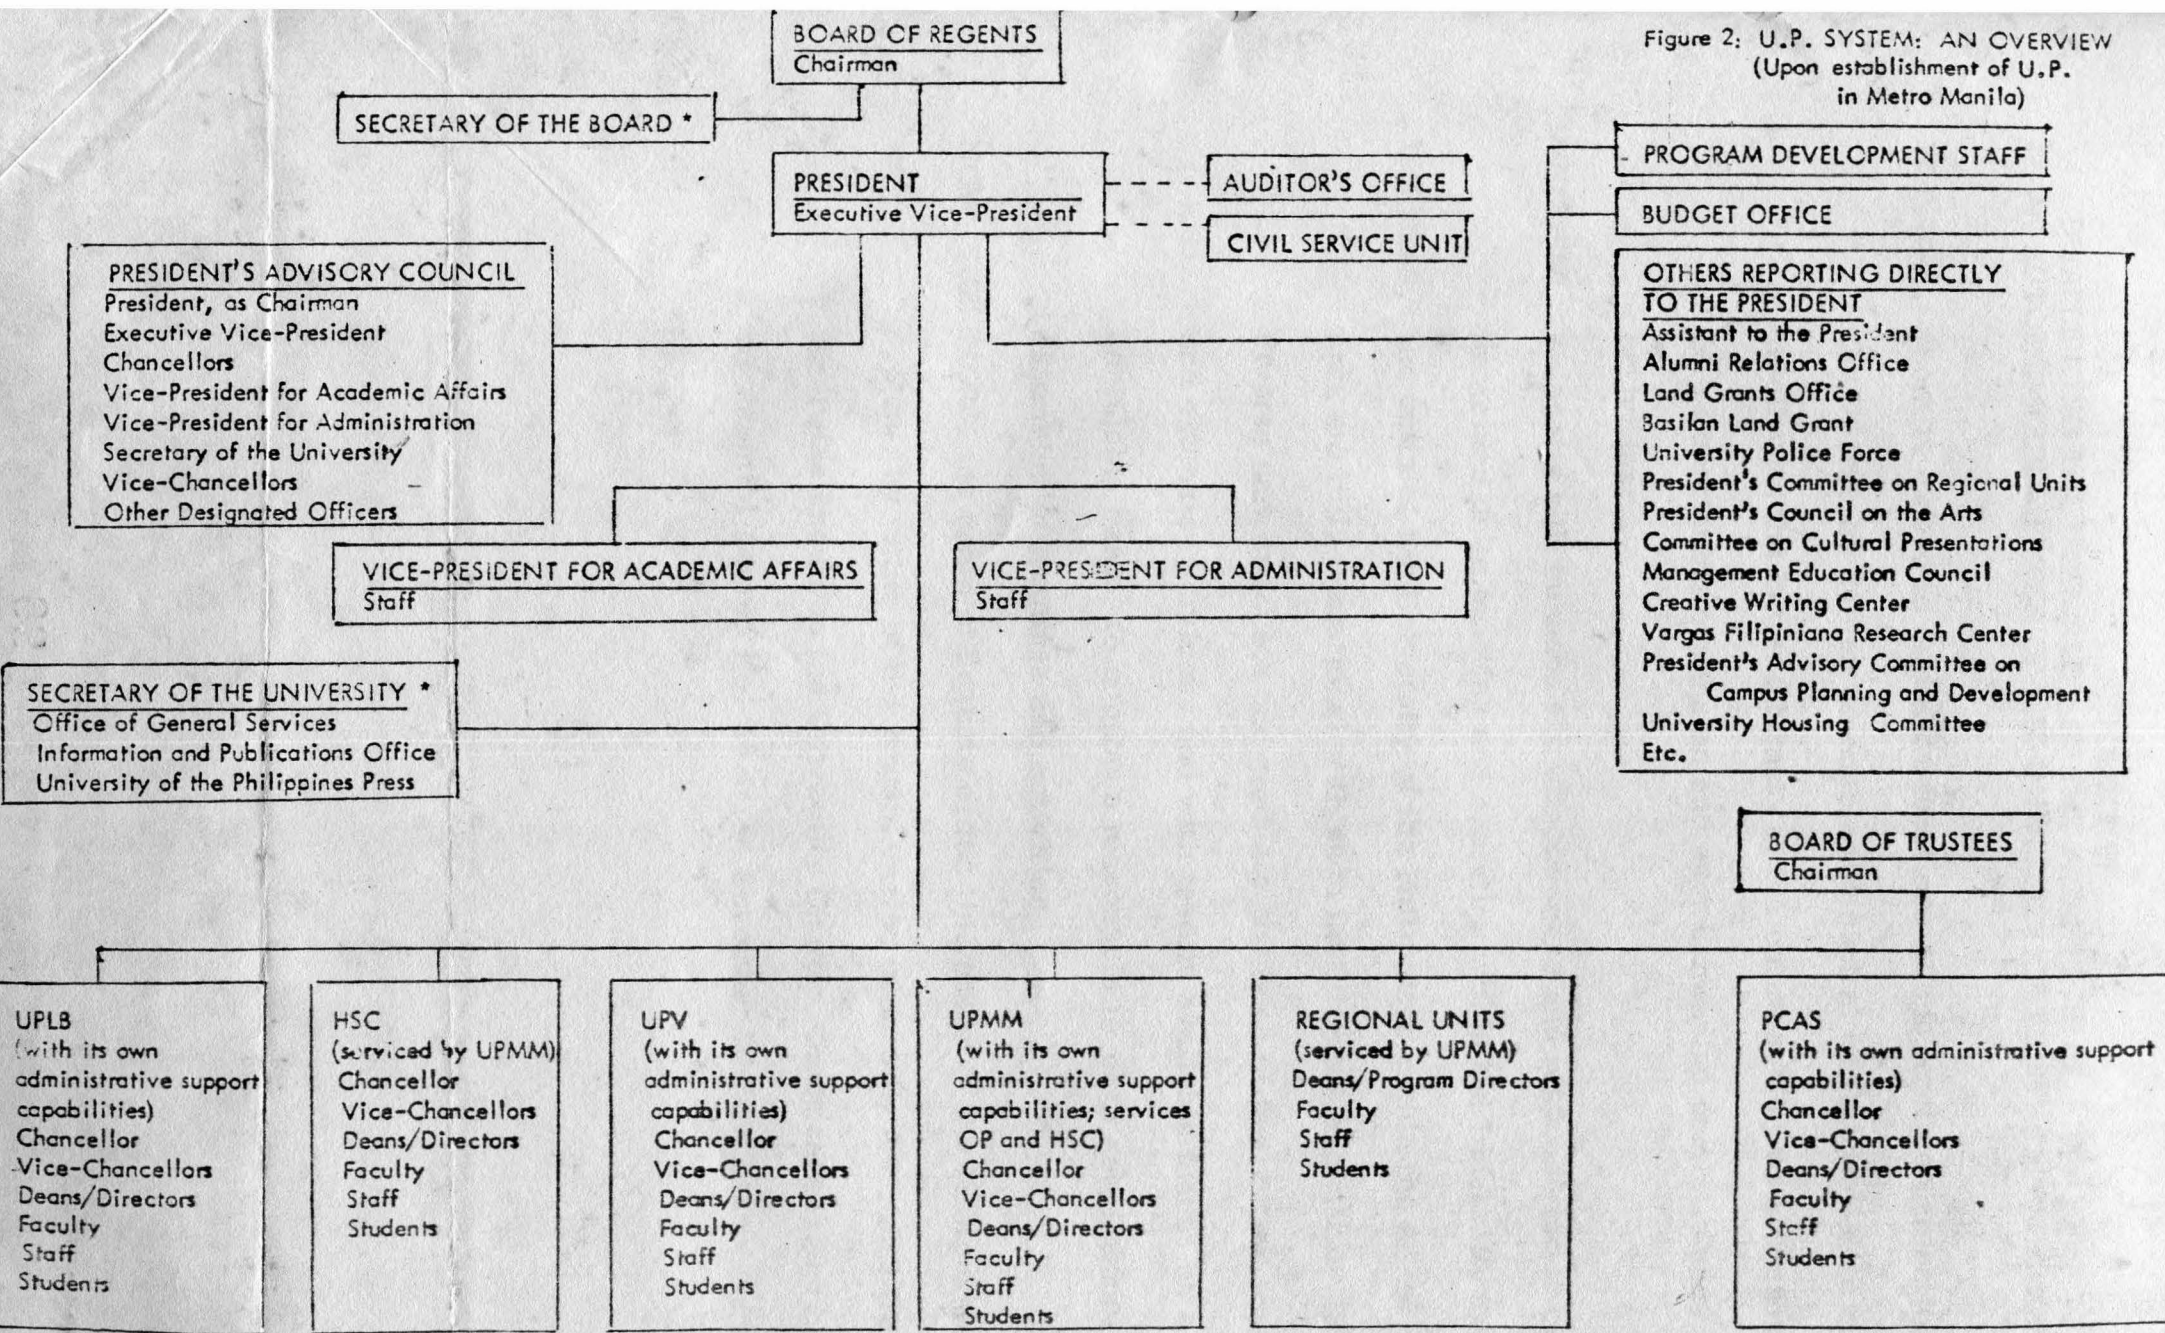 BOARD OF REGENTS
Chairman
Figure 2: U.P. SYSTEM: AN OVERVIEW
(Upon establishment of U.P.
in Metro Manila)
SECRETARY OF THE BOARD *
PRESIDENT
Executive Vice-President
AUDITOR'S OFFICE
CIVIL SERVICE UNIT
PROGRAM DEVELOPMENT STAFF
BUDGET OFFICE
OTHERS REPORTING DIRECTLY
TO THE PRESIDENT
Assistant to the President
Alumni Relations Office
Land Grants Office
Basilan Land Grant
University Police Force
President's Committee on Regional Units
President's Council on the Arts
Committee on Cultural Presentations
Management Education Council
Creative Writing Center
Vargas Filipiniana Research Center
President's Advisory Committee on
Campus Planning and Development
University Housing Committee
Etc.
PRESIDENT'S ADVISORY COUNCIL
President, as Chairman
Executive Vice-President
Chancellors
Vice-President for Academic Affairs
Vice-President for Administration
Secretary of the University
Vice-Chancellors
Other Designated Officers
VICE-PRESIDENT FOR ACADEMIC AFFAIRS
Staff
VICE-PRESIDENT FOR ADMINISTRATION
Staff
SECRETARY OF THE UNIVERSITY *
Office of General Services
Information and Publications Office
University of the Philippines Press
BOARD OF TRUSTEES
Chairman
UPLB
(with its own
administrative support
capabilities)
Chancellor
Vice-Chancellors
Deans/Directors
Faculty
Staff
Students
HSC
(serviced by UPMM)
Chancellor
Vice-Chancellors
Deans/Directors
Faculty
Staff
Students
UPV
(with its own
administrative support
capabilities)
Chancellor
Vice-Chancellors
Deans/Directors
Faculty
Staff
Students
UPMM
(with its own
administrative support
capabilities; services
OP and HSC)
Chancellor
Vice-Chancellors
Deans/Directors
Faculty
Staff
Students
REGIONAL UNITS
(serviced by UPMM)
Deans/Program Directors
Faculty
Staff
Students
PCAS
(with its own administrative support
capabilities)
Chancellor
Vice-Chancellors
Deans/Directors
Faculty
Staff
Students